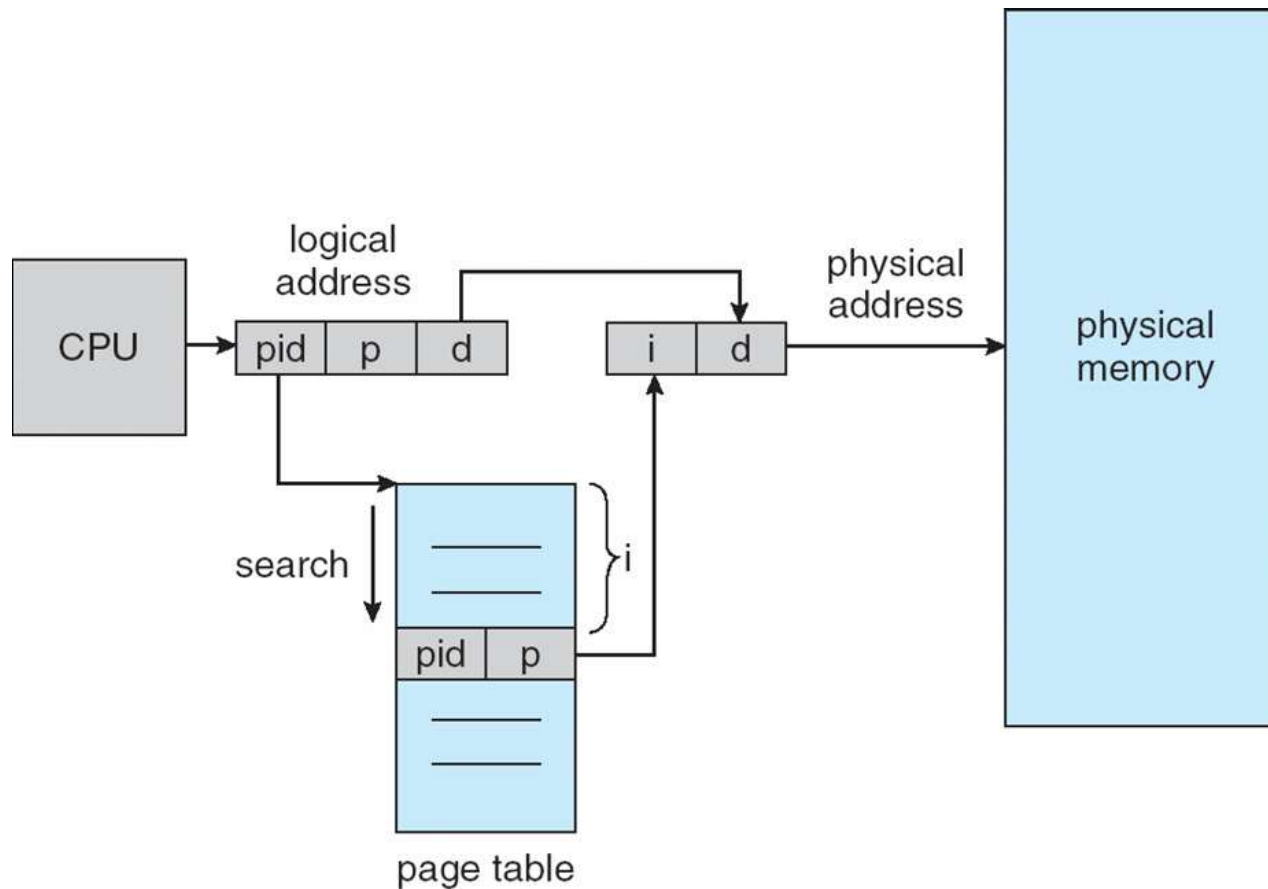 logical
address
physical
address
CPU
pid p d
i d
physical
memory
search
i
pid p
page table